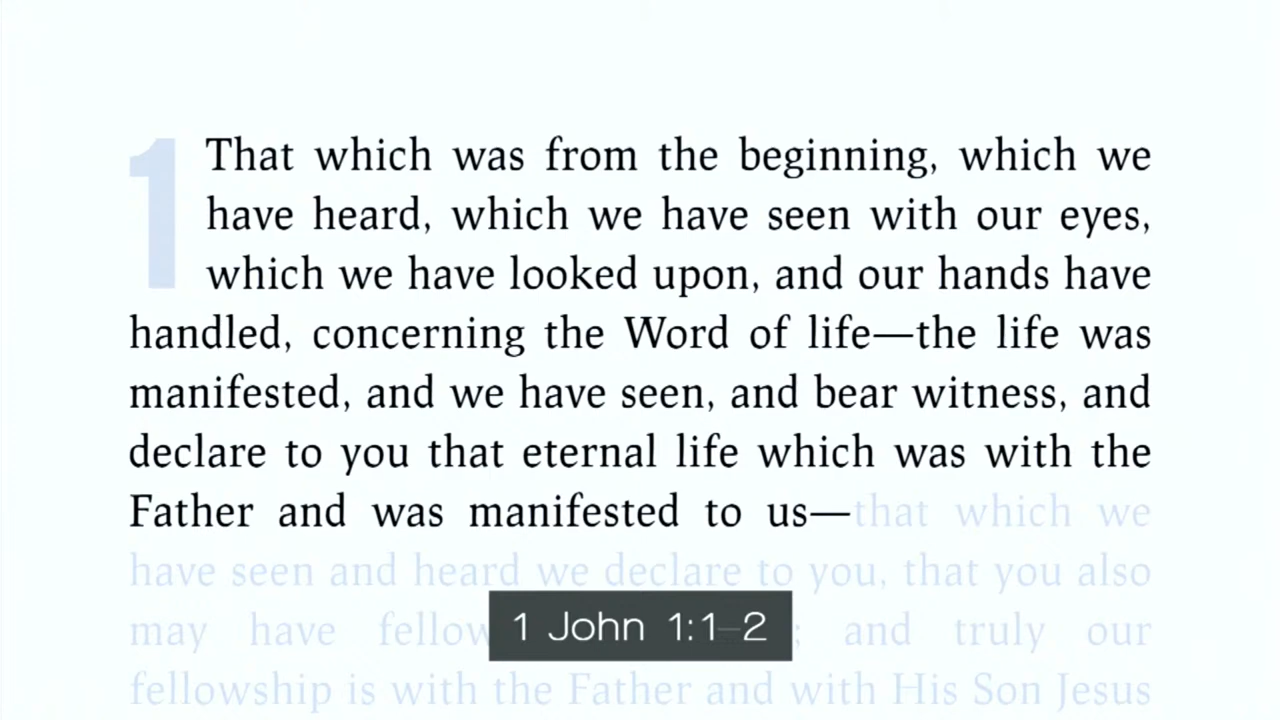 1 That which was from the beginning, which we
have heard, which we have seen with our eyes,
which we have looked upon, and our hands have
handled, concerning the Word of life—the life was
manifested, and we have seen, and bear witness, and
declare to you that eternal life which was with the
Father and was manifested to us—that which we
have seen and heard we declare to you, that you also
may have ; and truly our
1 John 1:1–2
fellowship is with the Father and with His Son Jesus